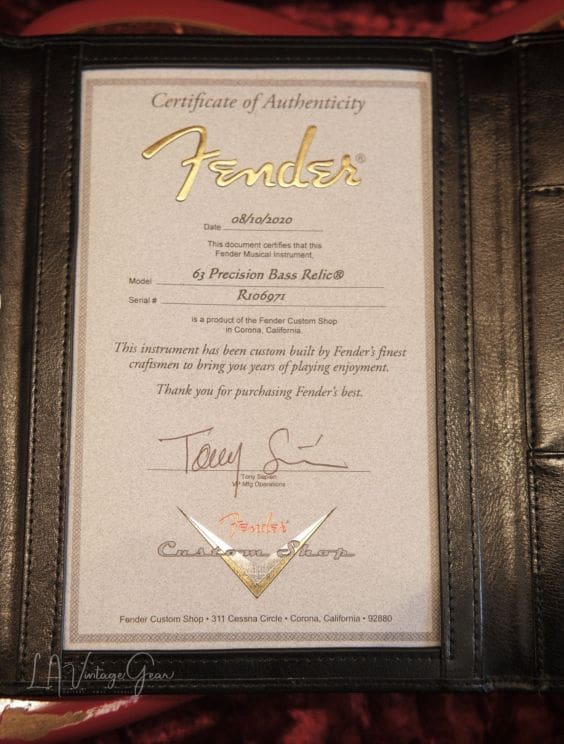 Certificate of Authenticity
Fender®
Date 08/10/2020
This document certifies that this
Fender Musical Instrument,
Model 63 Precision Bass Relic®
Serial # R106971
is a product of the Fender Custom Shop
in Corona, California.
This instrument has been custom built by Fender's finest
craftsmen to bring you years of playing enjoyment.
Thank you for purchasing Fender's best.
Tony
Tony
VP Mfg Operations
Fender
Custom Shop
Fender Custom Shop • 311 Cessna Circle • Corona, California • 92880
L.A. Vintage Gear